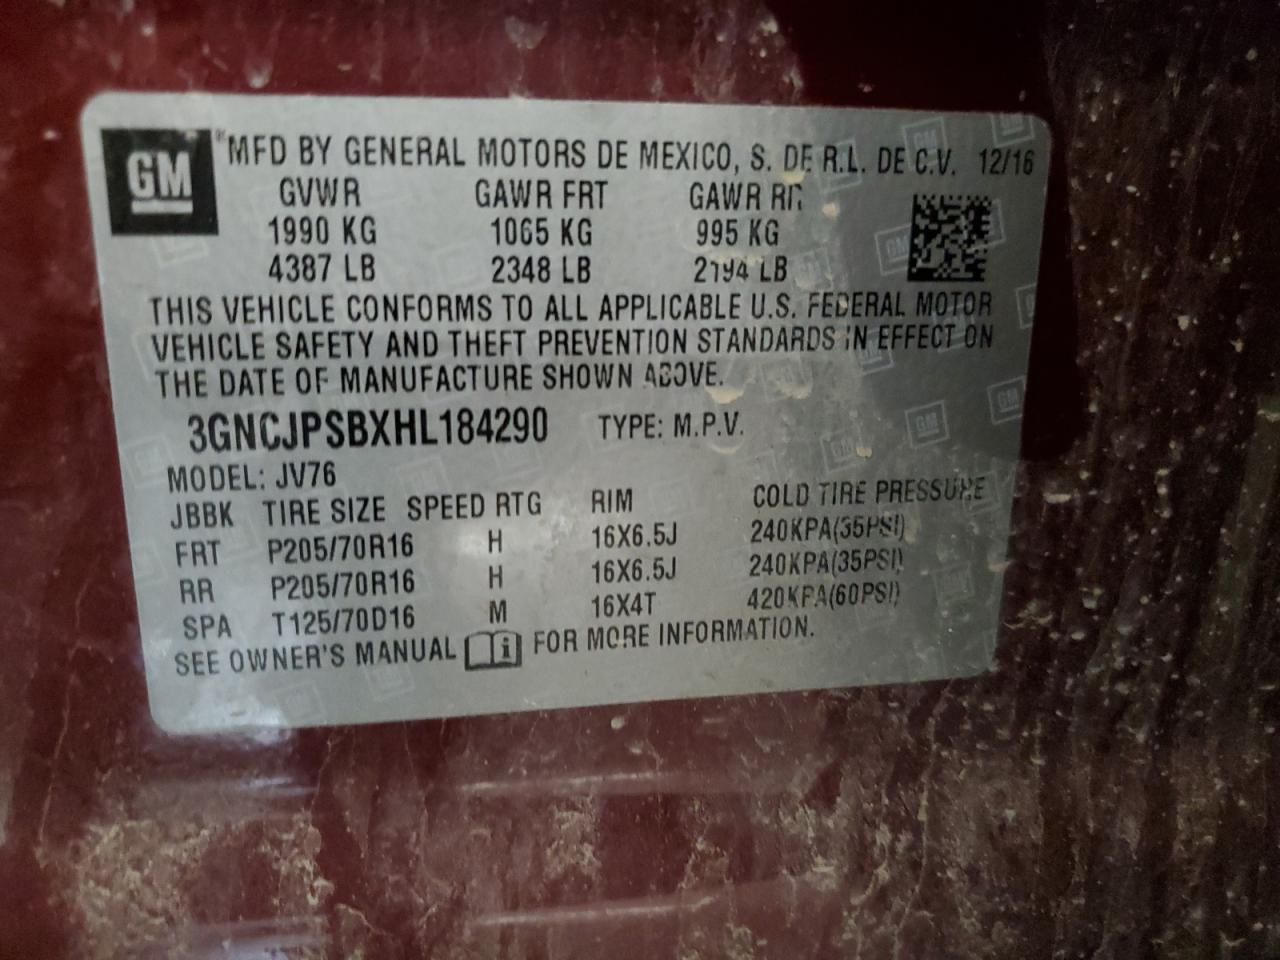 GM
® MFD BY GENERAL MOTORS DE MEXICO, S. DE R.L. DE C.V. 12/16
GVWR GAWR FRT GAWR RR
1990 KG 1065 KG 995 KG
4387 LB 2348 LB 2194 LB
THIS VEHICLE CONFORMS TO ALL APPLICABLE U.S. FEDERAL MOTOR
VEHICLE SAFETY AND THEFT PREVENTION STANDARDS IN EFFECT ON
THE DATE OF MANUFACTURE SHOWN ABOVE.
3GNCJPSBXHL184290 TYPE: M.P.V.
MODEL: JV76
JBBK TIRE SIZE SPEED RTG RIM COLD TIRE PRESSURE
FRT P205/70R16 H 16X6.5J 240KPA(35PSI)
RR P205/70R16 H 16X6.5J 240KPA(35PSI)
SPA T125/70D16 M 16X4T 420KPA(60PSI)
SEE OWNER'S MANUAL FOR MORE INFORMATION.